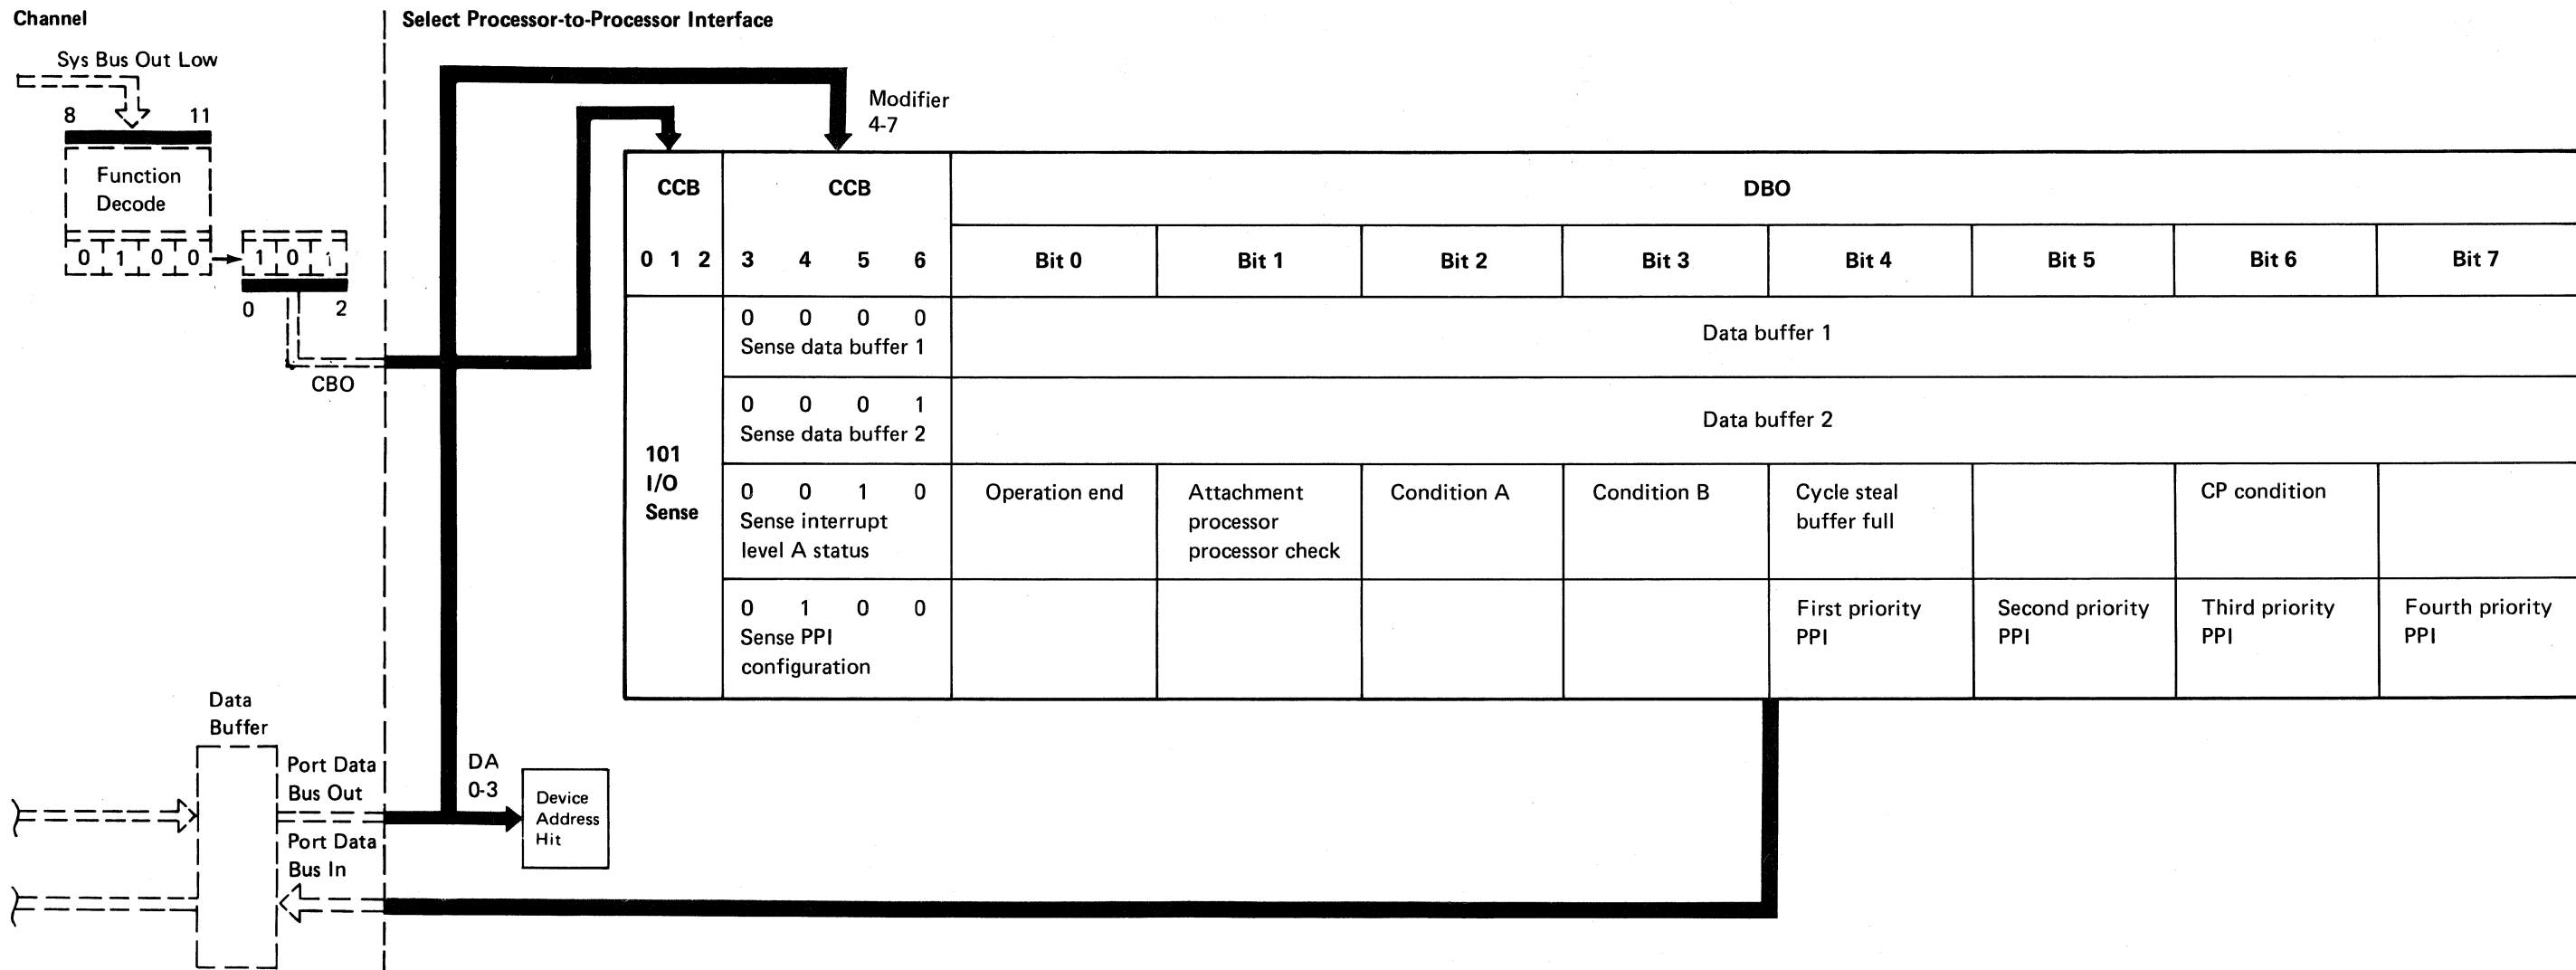 Channel
Select Processor-to-Processor Interface
Sys Bus Out Low
8 11
Function
Decode
0 1 0 0
1 0 1
0 2
CBO
Modifier
4-7
CCB CCB DBO
0 1 2 3 4 5 6 Bit 0 Bit 1 Bit 2 Bit 3 Bit 4 Bit 5 Bit 6 Bit 7
101
I/O
Sense
0 0 0 0
Sense data buffer 1
Data buffer 1
0 0 0 1
Sense data buffer 2
Data buffer 2
0 0 1 0
Sense interrupt
level A status
Operation end
Attachment
processor
processor check
Condition A
Condition B
Cycle steal
buffer full
CP condition
0 1 0 0
Sense PPI
configuration
First priority
PPI
Second priority
PPI
Third priority
PPI
Fourth priority
PPI
Data
Buffer
Port Data
Bus Out
DA
0-3
Device
Address
Hit
Port Data
Bus In